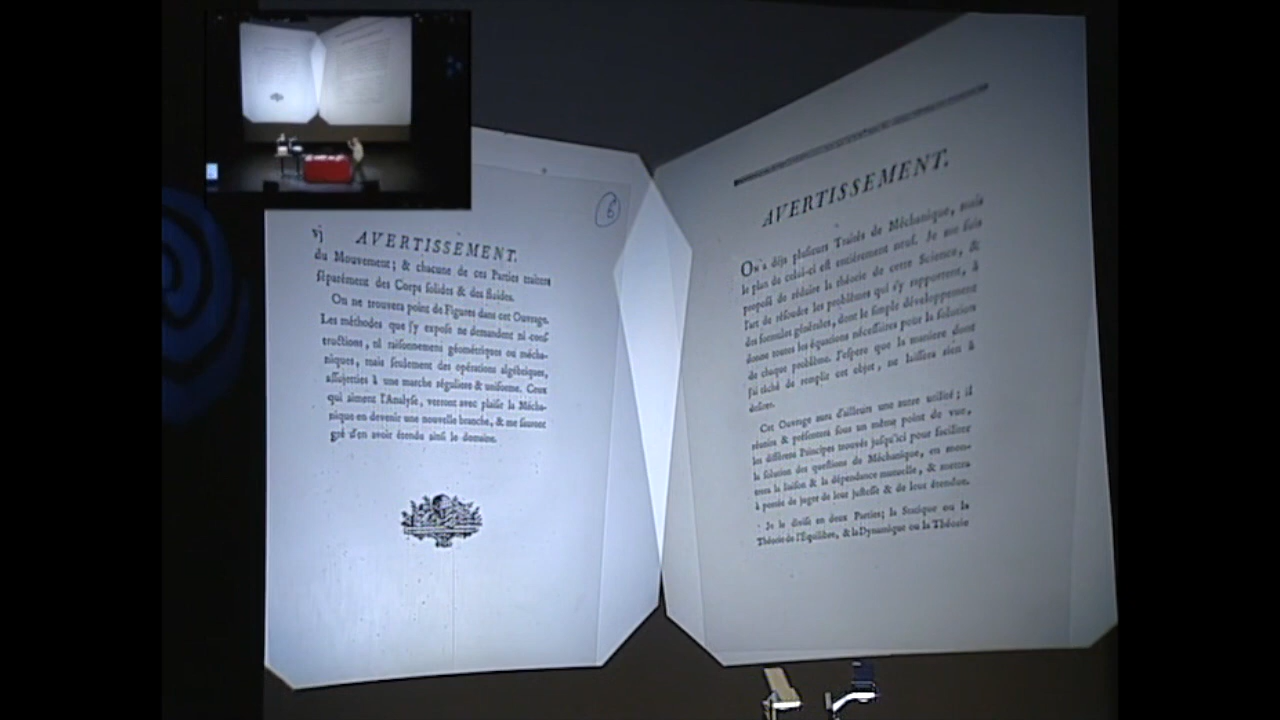 vj AVERTISSEMENT.
du Mouvement; & chacune de ces Parties traitera
ſéparément des Corps ſolides & des fluides.
On ne trouvera point de Figures dans cet Ouvrage.
Les méthodes que j'y expoſe ne demandent ni conſ-
tructions, ni raiſonnemens géométriques ou mécha-
niques, mais ſeulement des opérations algébriques,
aſſujetties à une marche réguliere & uniforme. Ceux
qui aiment l'Analyſe, verront avec plaiſir la Mécha-
nique en devenir une nouvelle branche, & me ſauront
gré d'en avoir étendu ainſi le domaine.
6
AVERTISSEMENT.
On a déja pluſieurs Traités de Méchanique, mais
le plan de celui-ci eſt entièrement neuf. Je me ſuis
propoſé de réduire la théorie de cette Science, &
l'art de réſoudre les problêmes qui s'y rapportent, à
des formules générales, dont le ſimple développement
donne toutes les équations néceſſaires pour la ſolution
de chaque problême. J'eſpere que la maniere dont
j'ai tâché de remplir cet objet, ne laiſſera rien à
deſirer.
Cet Ouvrage aura d'ailleurs une autre utilité; il
réunira & préſentera ſous un même point de vue,
les différens Principes trouvés juſqu'ici pour faciliter
la ſolution des queſtions de Méchanique, en mon-
trera la liaiſon & la dépendance mutuelle, & mettra
à portée de juger de leur juſteſſe & de leur étendue.
Je le diviſe en deux Parties; la Statique ou la
Théorie de l'Equilibre, & la Dynamique ou la Théorie